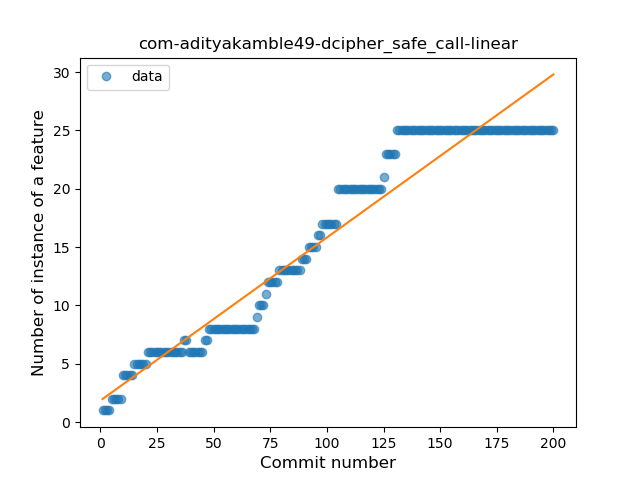 com-adityakamble49-dcipher_safe_call-linear
data
Number of instance of a feature
30
25
20
15
10
5
0
0 25 50 75 100 125 150 175 200
Commit number